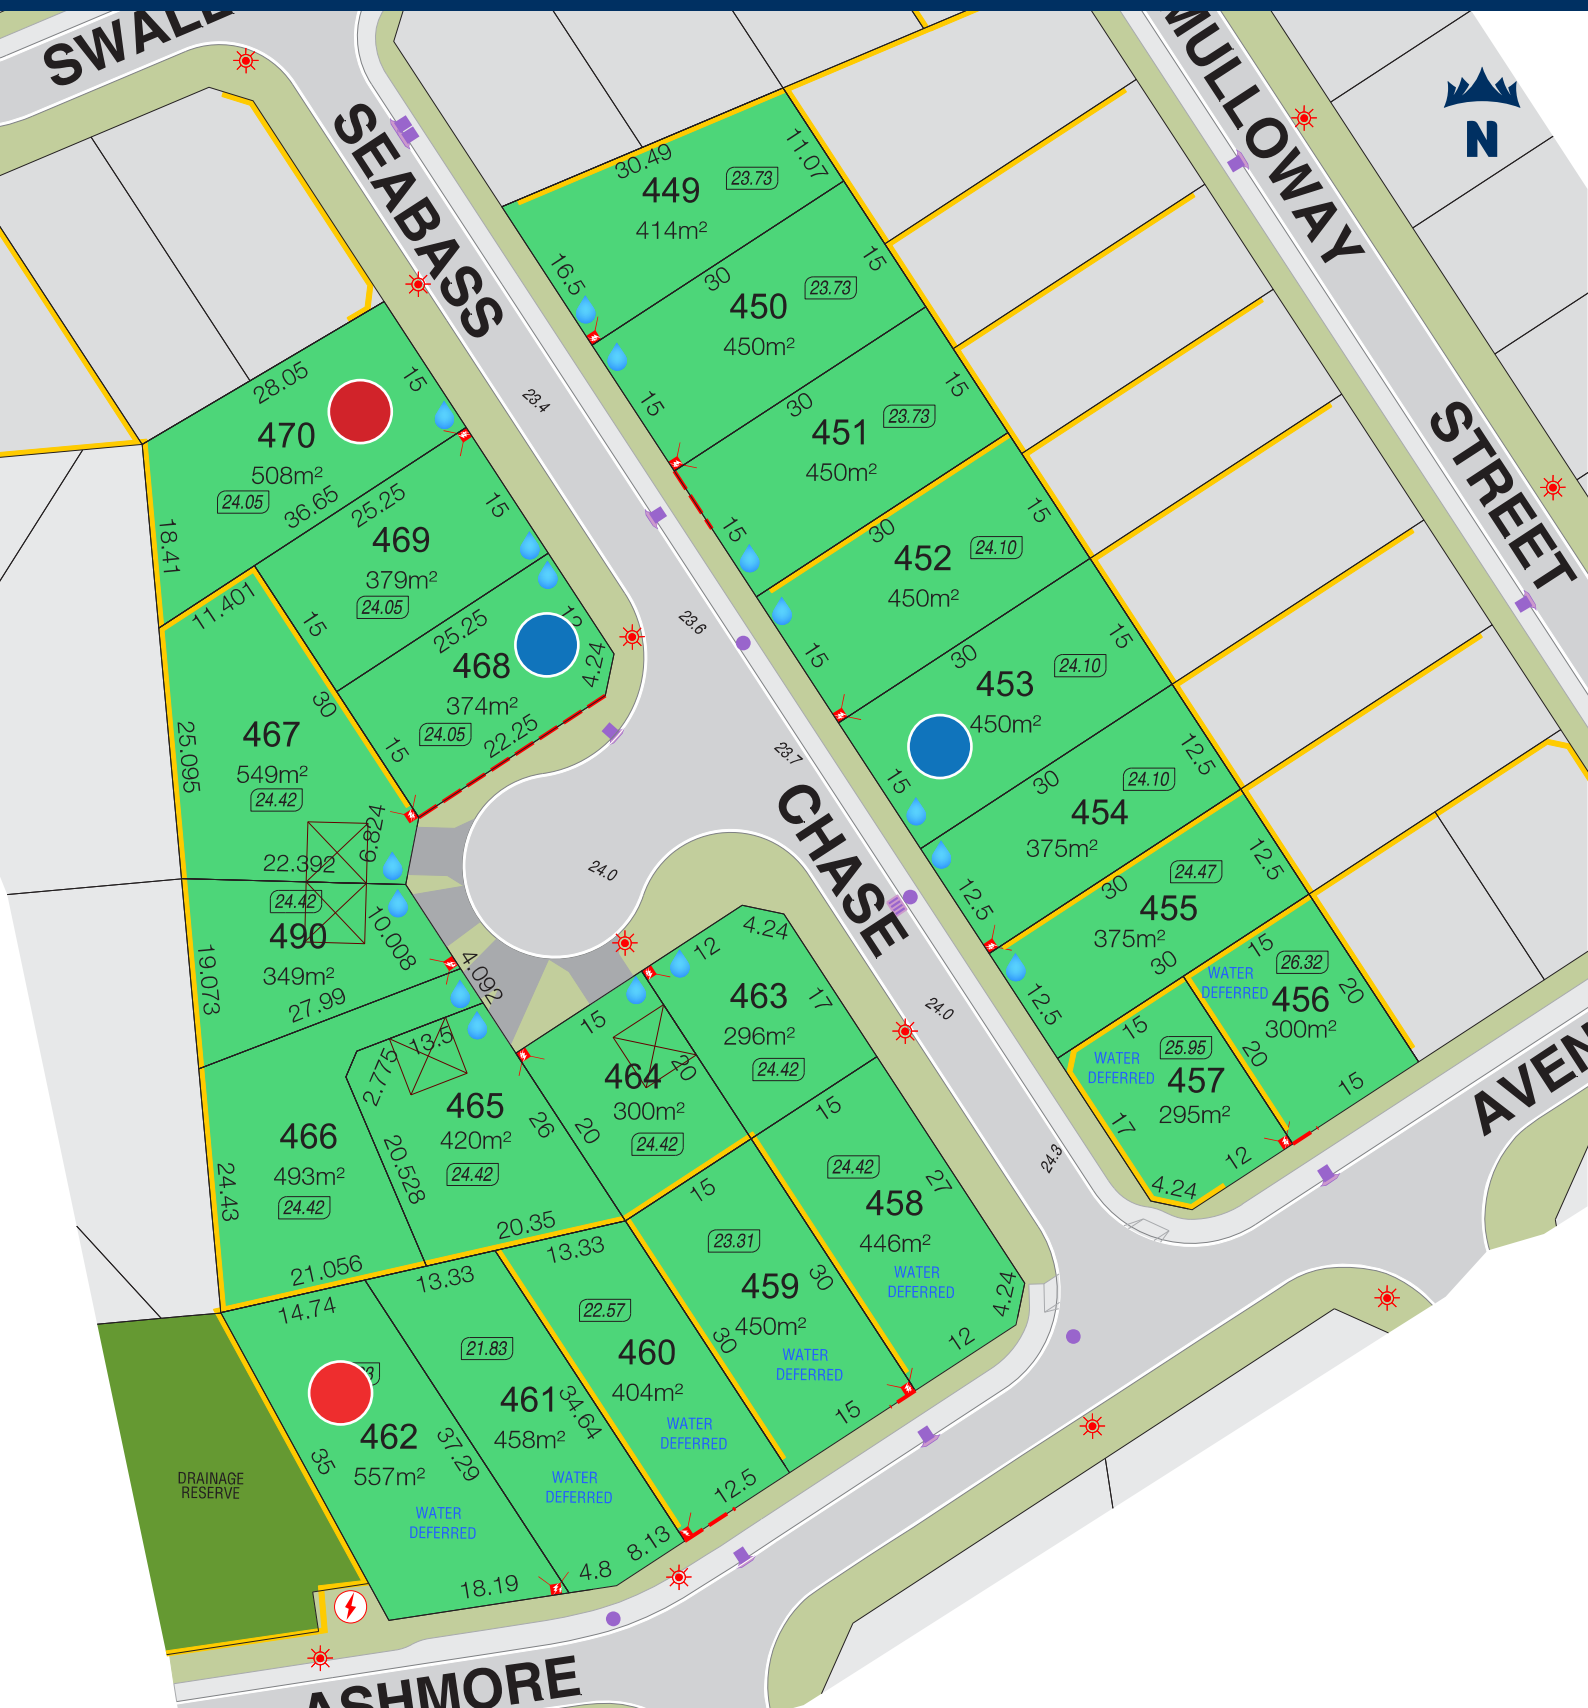 SWALL
SEABASS
CHASE
MULLOWAY
STREET
AVEN
ASHMORE
N
30.49
449
23.73
414m²
11.07
16.5
30
450
23.73
450m²
15
15
30
451
23.73
450m²
15
15
30
452
24.10
450m²
15
15
30
453
24.10
450m²
15
15
30
454
24.10
375m²
12.5
12.5
30
455
24.47
375m²
12.5
12.5
30
15
WATER
DEFERRED
26.32
456
300m²
20
20
15
15
WATER
DEFERRED
25.95
457
295m²
17
12
4.24
28.05
15
470
508m²
24.05
36.65
18.41
25.25
15
469
379m²
24.05
11.401
15
25.25
12
468
374m²
4.24
24.05
22.25
15
30
467
549m²
24.42
25.095
6.824
22.392
24.42
490
349m²
10.008
19.073
27.99
4.092
13.5
2.775
465
420m²
24.42
26
20.528
20.35
466
493m²
24.42
24.43
21.056
15
464
300m²
24.42
20
20
12
4.24
463
296m²
24.42
17
15
24.42
458
446m²
WATER
DEFERRED
27
4.24
12
15
23.31
459
450m²
WATER
DEFERRED
30
30
15
13.33
22.57
460
404m²
WATER
DEFERRED
12.5
13.33
21.83
461
458m²
34.64
WATER
DEFERRED
8.13
4.8
14.74
462
557m²
37.29
35
WATER
DEFERRED
18.19
DRAINAGE
RESERVE
23.4
23.6
23.7
24.0
24.0
24.3